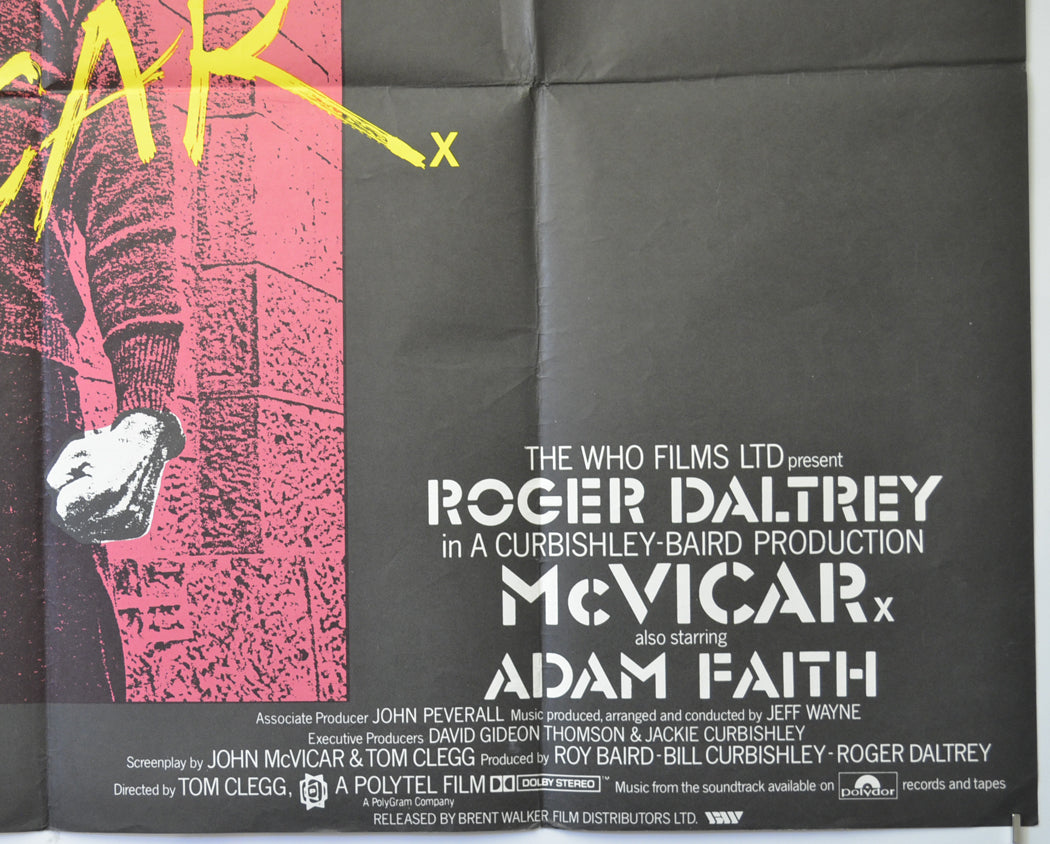 CAR x
THE WHO FILMS LTD present
ROGER DALTREY
in A CURBISHLEY-BAIRD PRODUCTION
McVICAR x
also starring
ADAM FAITH
Associate Producer JOHN PEVERALL Music produced, arranged and conducted by JEFF WAYNE
Executive Producers DAVID GIDEON THOMSON & JACKIE CURBISHLEY
Screenplay by JOHN McVICAR & TOM CLEGG Produced by ROY BAIRD - BILL CURBISHLEY - ROGER DALTREY
Directed by TOM CLEGG, A POLYTEL FILM DOLBY STEREO ™ Music from the soundtrack available on polydor records and tapes
A PolyGram Company
RELEASED BY BRENT WALKER FILM DISTRIBUTORS LTD. BW